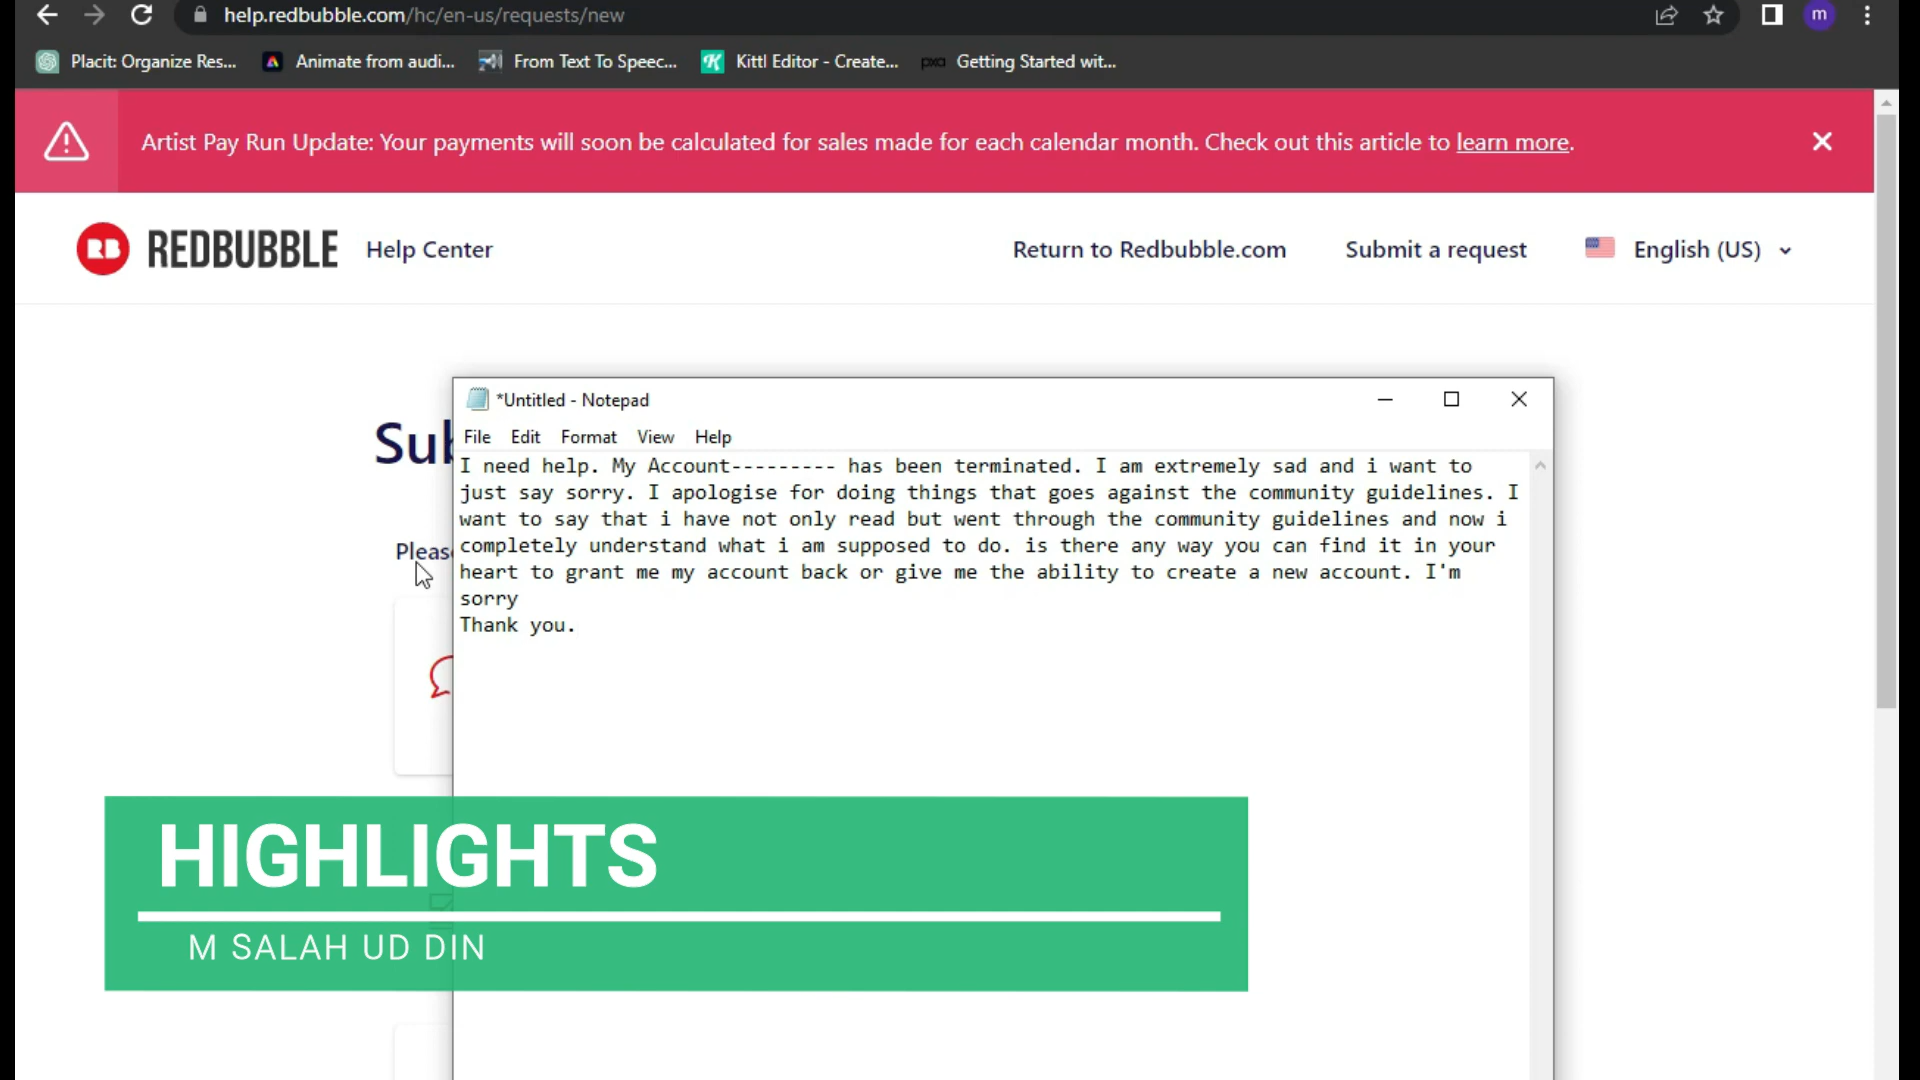 help.redbubble.com/hc/en-us/requests/new
m
Placit: Organize Res... Animate from audi... From Text To Speec... Kittl Editor - Create... Getting Started wit...
Artist Pay Run Update: Your payments will soon be calculated for sales made for each calendar month. Check out this article to learn more.
RB REDBUBBLE Help Center Return to Redbubble.com Submit a request English (US)
*Untitled - Notepad
Sub
File Edit Format View Help
I need help. My Account--------- has been terminated. I am extremely sad and i want to
just say sorry. I apologise for doing things that goes against the community guidelines. I
want to say that i have not only read but went through the community guidelines and now i
completely understand what i am supposed to do. is there any way you can find it in your
heart to grant me my account back or give me the ability to create a new account. I'm
sorry
Thank you.
Pleas
HIGHLIGHTS
M SALAH UD DIN